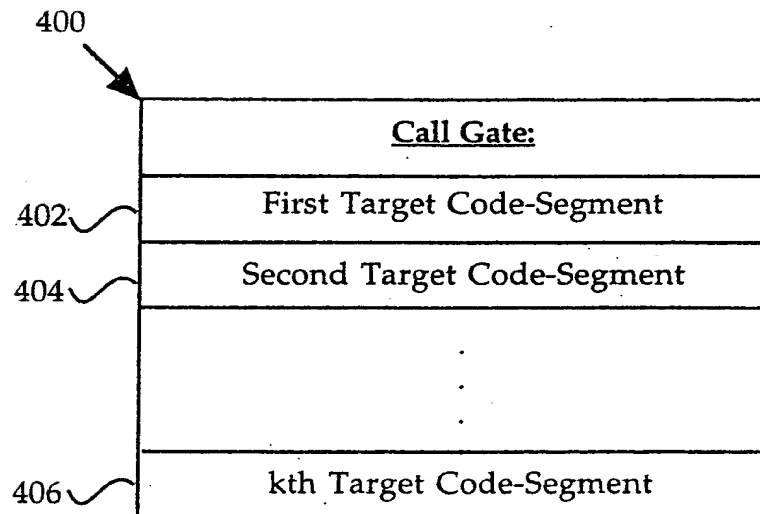 400
Call Gate:
402
First Target Code-Segment
404
Second Target Code-Segment
406
kth Target Code-Segment